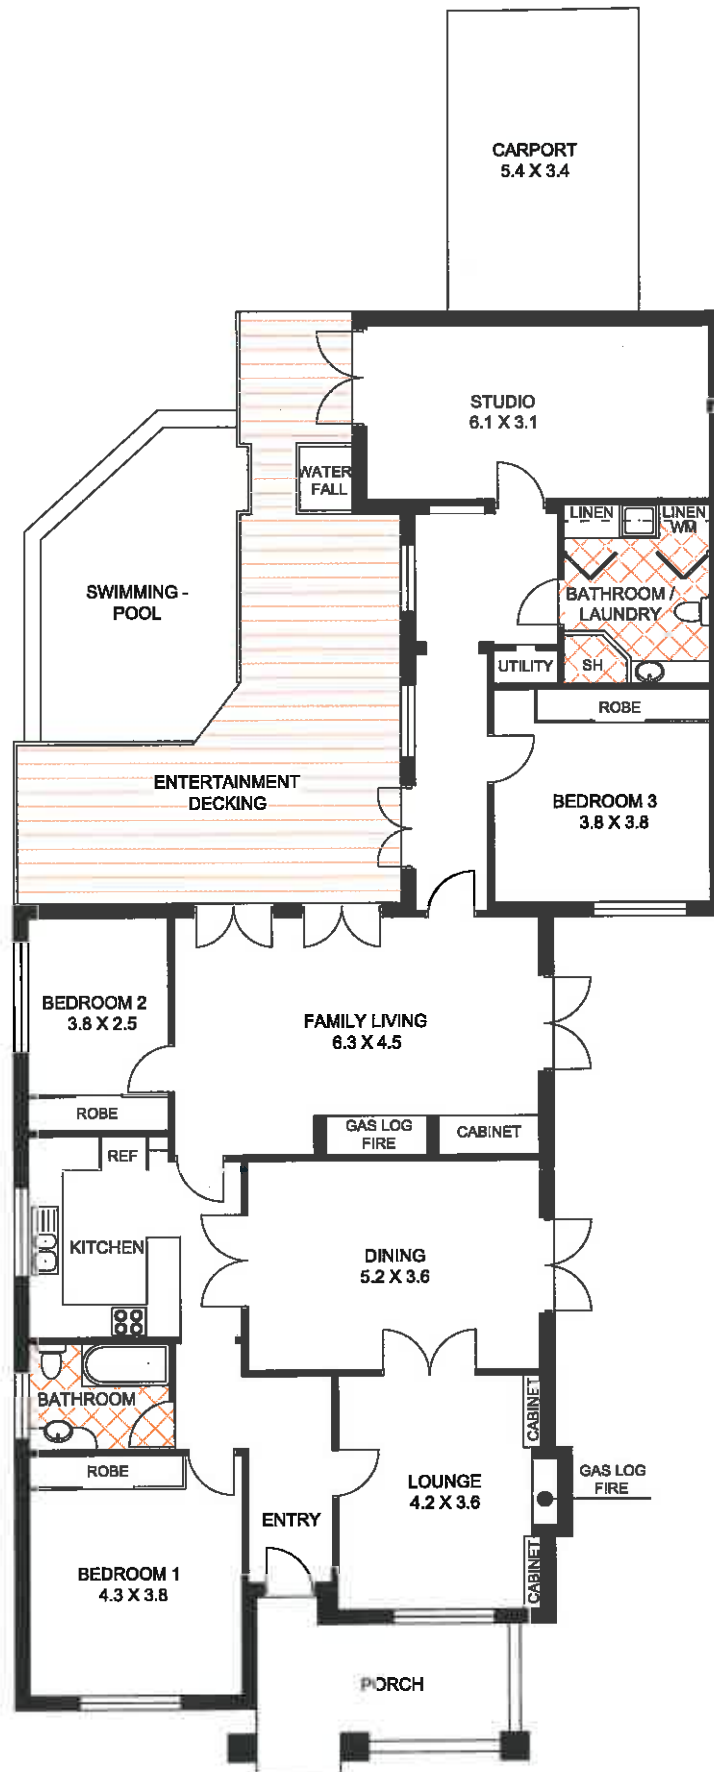 CARPORT
5.4 X 3.4
STUDIO
6.1 X 3.1
WATER
FALL
LINEN
LINEN
WM
BATHROOM /
LAUNDRY
SWIMMING -
POOL
UTILITY
SH
ROBE
ENTERTAINMENT
DECKING
BEDROOM 3
3.8 X 3.8
BEDROOM 2
3.8 X 2.5
FAMILY LIVING
6.3 X 4.5
ROBE
GAS LOG
FIRE
CABINET
REF
KITCHEN
DINING
5.2 X 3.6
BATHROOM
CABINET
ROBE
LOUNGE
4.2 X 3.6
GAS LOG
FIRE
ENTRY
BEDROOM 1
4.3 X 3.8
CABINET
PORCH